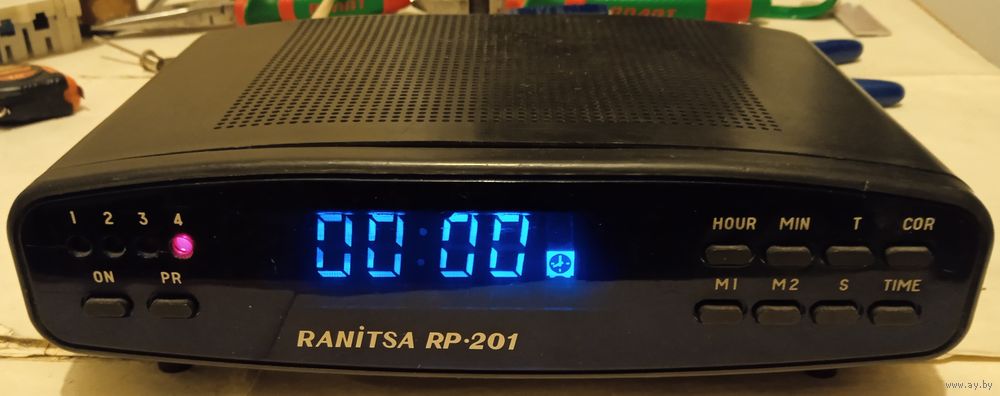 1 2 3 4
ON PR
00:00
HOUR MIN T COR
M1 M2 S TIME
RANİTSA RP·201
www.ay.by